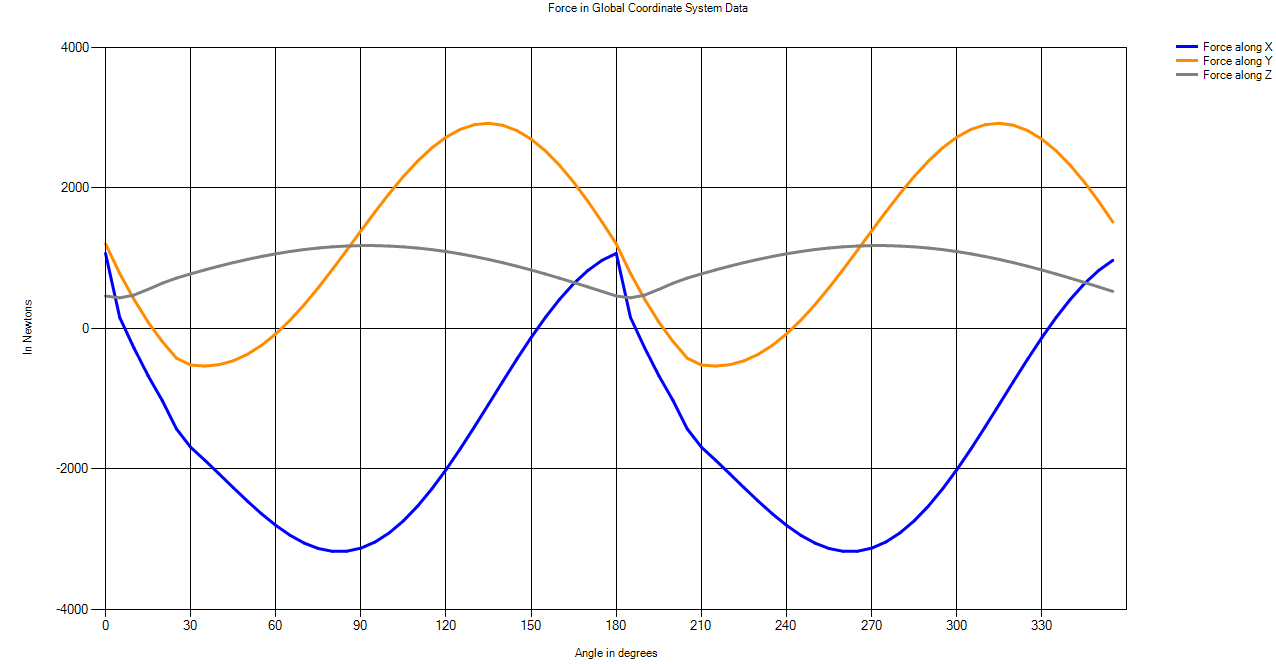 Force in Global Coordinate System Data
Force along X
Force along Y
Force along Z
4000
2000
0
-2000
-4000
In Newtons
0 30 60 90 120 150 180 210 240 270 300 330
Angle in degrees